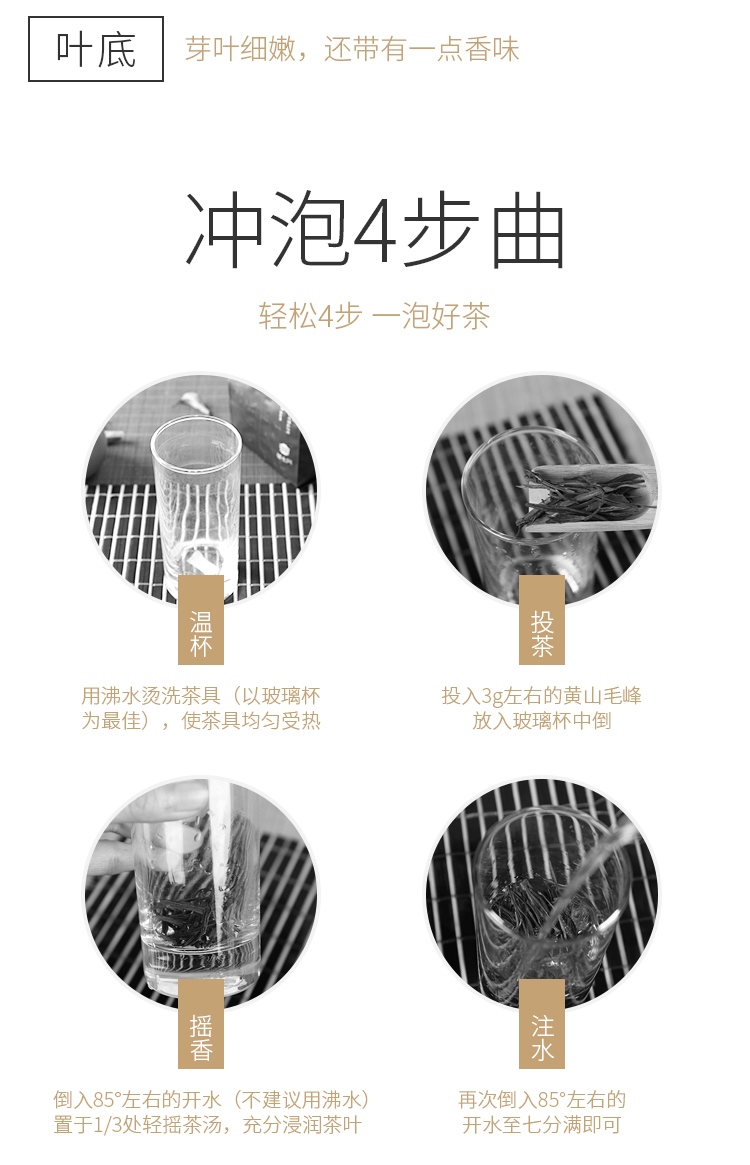 叶底
芽叶细嫩，还带有一点香味
冲泡4步曲
轻松4步 一泡好茶
温杯
投茶
用沸水烫洗茶具（以玻璃杯
为最佳），使茶具均匀受热
投入3g左右的黄山毛峰
放入玻璃杯中倒
摇香
注水
倒入85°左右的开水（不建议用沸水）
置于1/3处轻摇茶汤，充分浸润茶叶
再次倒入85°左右的
开水至七分满即可